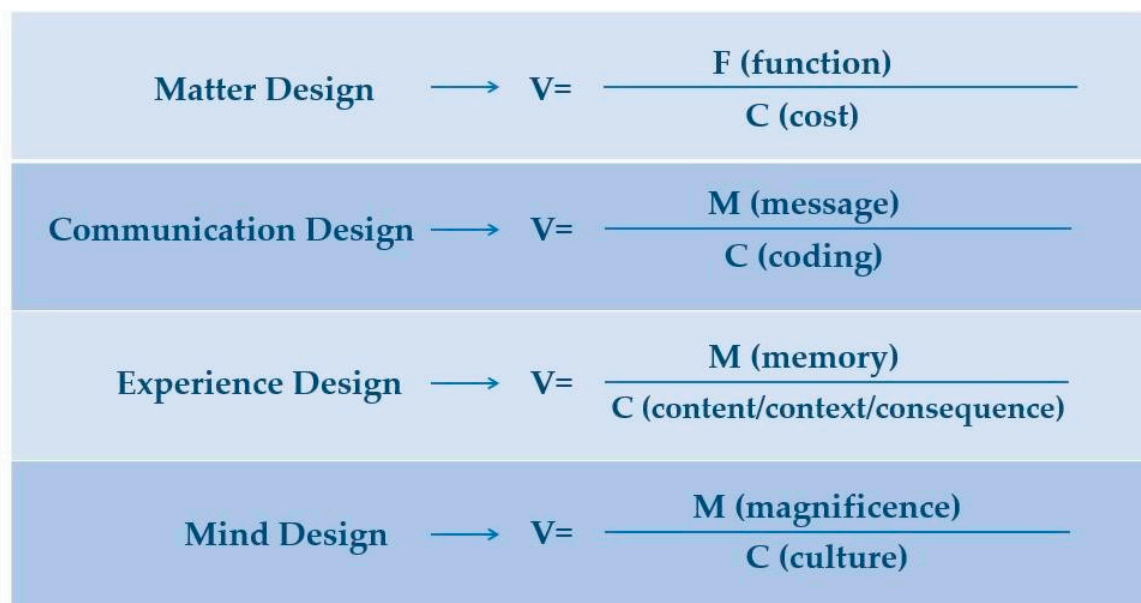 Matter Design → V= F (function)
C (cost)
Communication Design → V= M (message)
C (coding)
Experience Design → V= M (memory)
C (content/context/consequence)
Mind Design → V= M (magnificence)
C (culture)